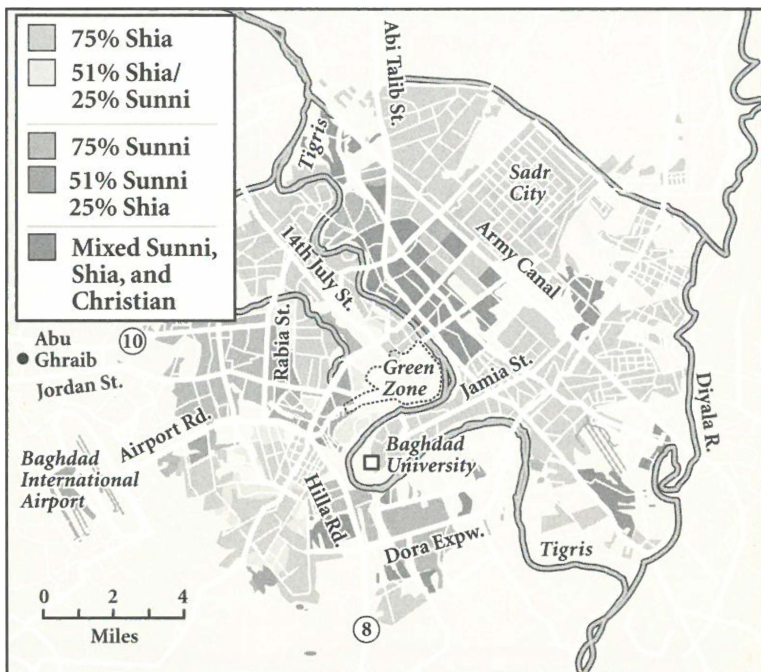 75% Shia
51% Shia/
25% Sunni
75% Sunni
51% Sunni
25% Shia
Mixed Sunni,
Shia, and
Christian
Abi Talib St.
Tigris
Sadr
City
14th July St.
Army Canal
10
Abu
Ghraib
Rabia St.
Green
Zone
Jamia St.
Jordan St.
Diyala R.
Airport Rd.
Baghdad
University
Baghdad
International
Airport
Hilla Rd.
Dora Expw.
Tigris
0 4
Miles
8